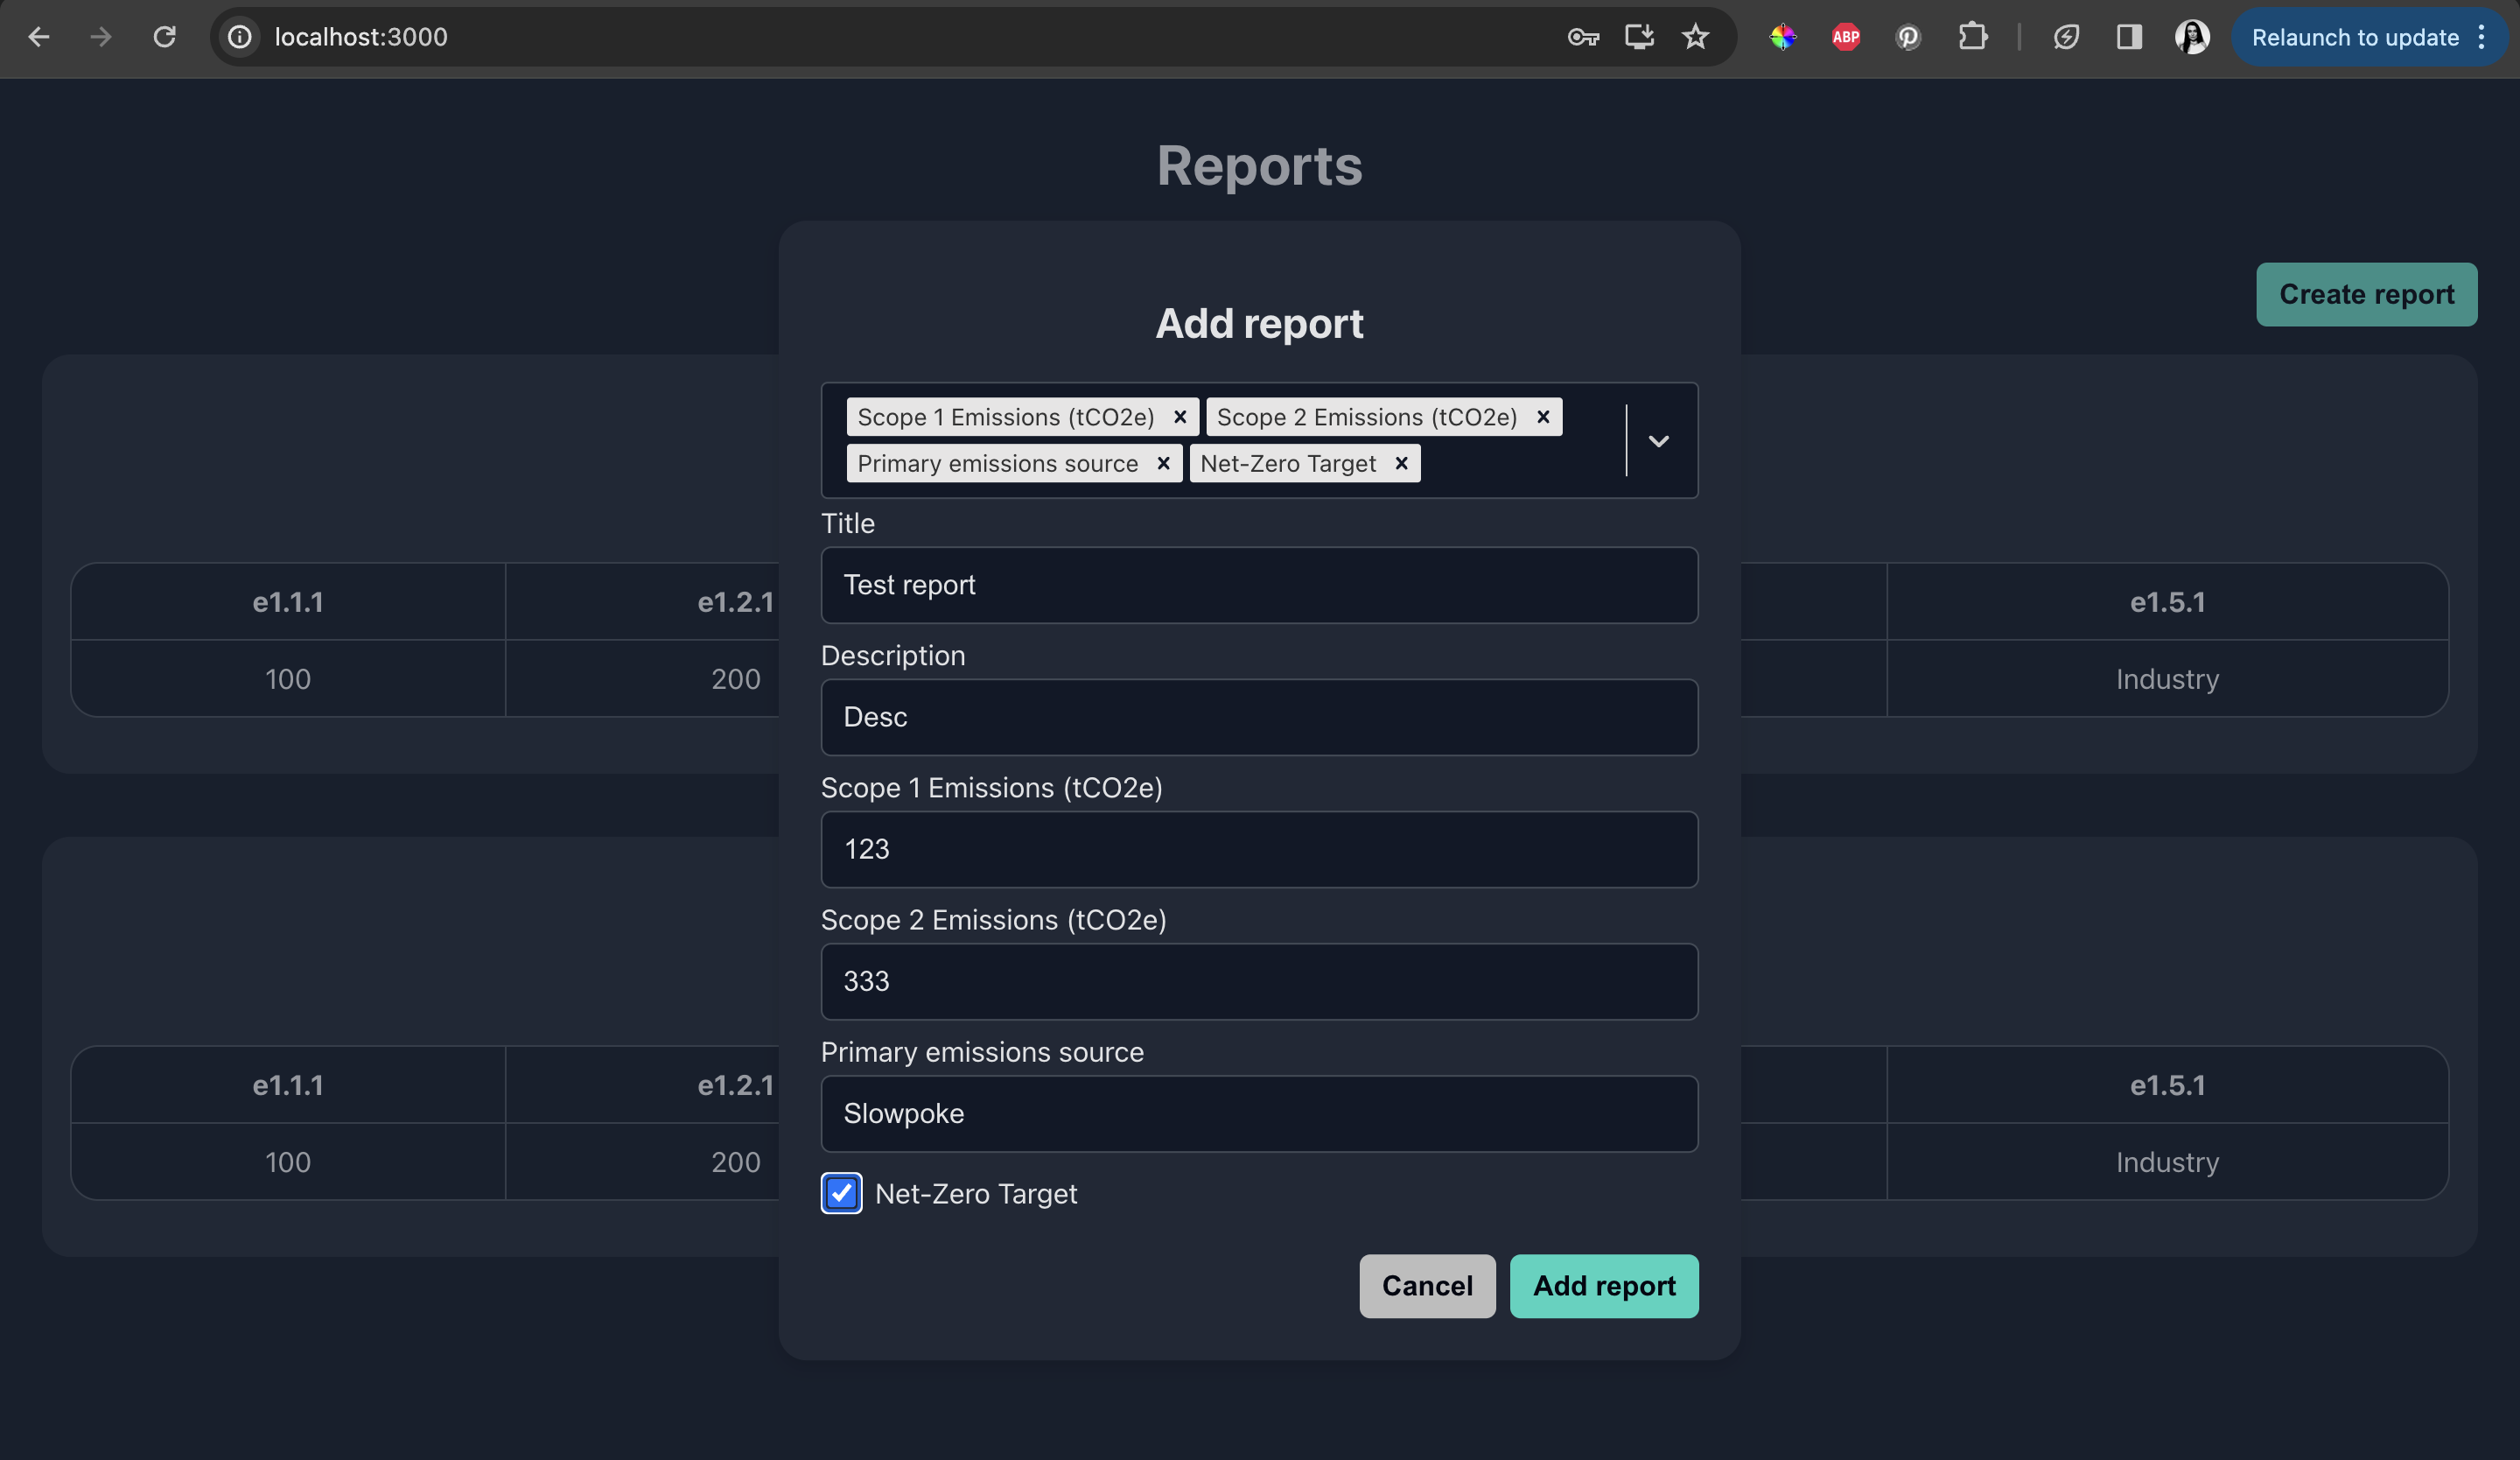 localhost:3000
ABP
Relaunch to update
Reports
Create report
Add report
Scope 1 Emissions (tCO2e) × Scope 2 Emissions (tCO2e) ×
Primary emissions source × Net-Zero Target ×
Title
Test report
Description
Desc
Scope 1 Emissions (tCO2e)
123
Scope 2 Emissions (tCO2e)
333
Primary emissions source
Slowpoke
Net-Zero Target
Cancel
Add report
e1.1.1 e1.2.1 e1.5.1
100 200 Industry
e1.1.1 e1.2.1 e1.5.1
100 200 Industry